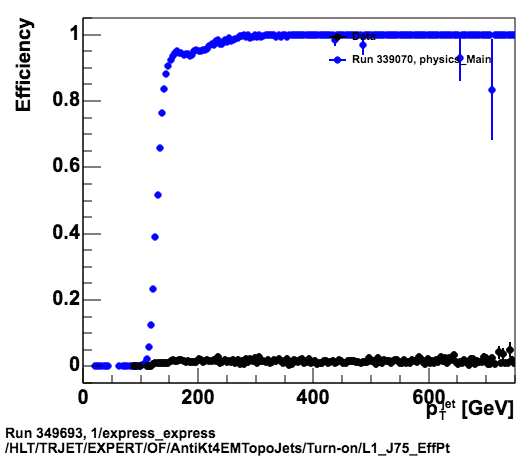 Efficiency
1
0.8
0.6
0.4
0.2
0
Data
Run 339070, physics_Main
0 200 400 600
p_T^jet [GeV]
Run 349693, 1/express_express
/HLT/TRJET/EXPERT/OF/AntiKt4EMTopoJets/Turn-on/L1_J75_EffPt